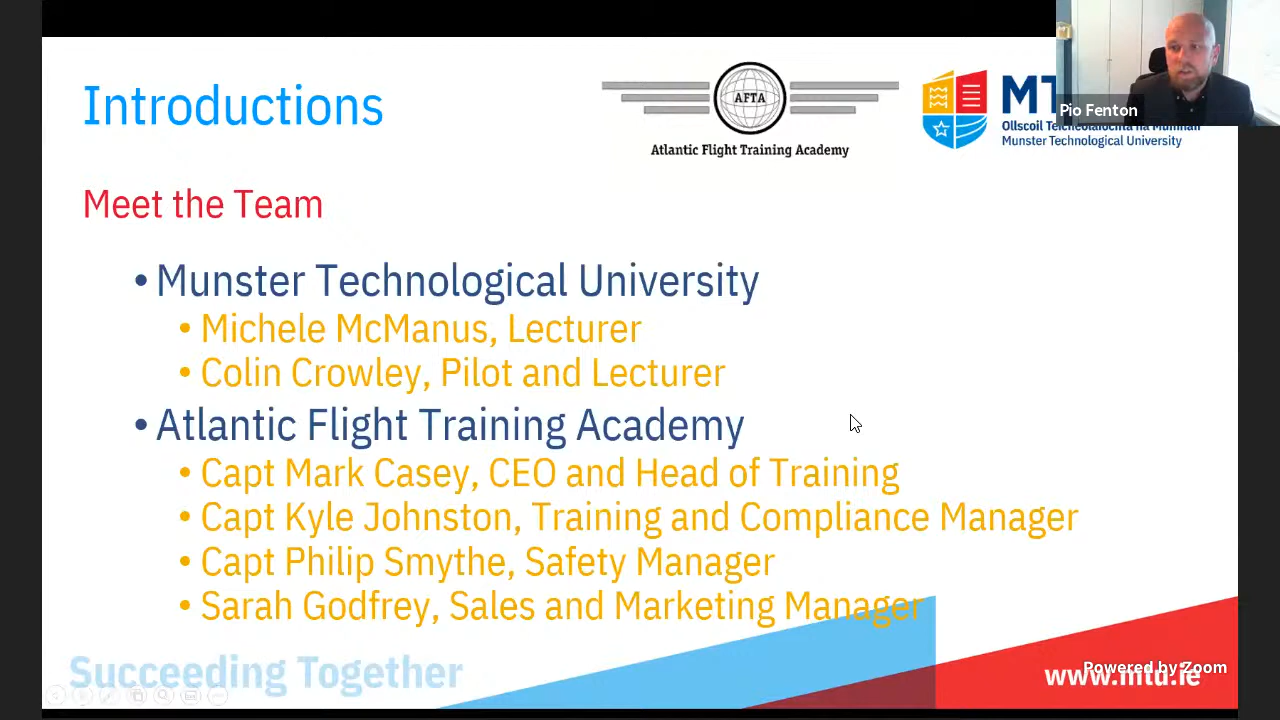 Introductions
AFTA
Atlantic Flight Training Academy
MT
Pio Fenton
Ollscoil Teicneolaíochta na Mumhan
Munster Technological University
Meet the Team
• Munster Technological University
• Michele McManus, Lecturer
• Colin Crowley, Pilot and Lecturer
• Atlantic Flight Training Academy
• Capt Mark Casey, CEO and Head of Training
• Capt Kyle Johnston, Training and Compliance Manager
• Capt Philip Smythe, Safety Manager
• Sarah Godfrey, Sales and Marketing Manager
Succeeding Together
Powered by Zoom
www.mtu.ie